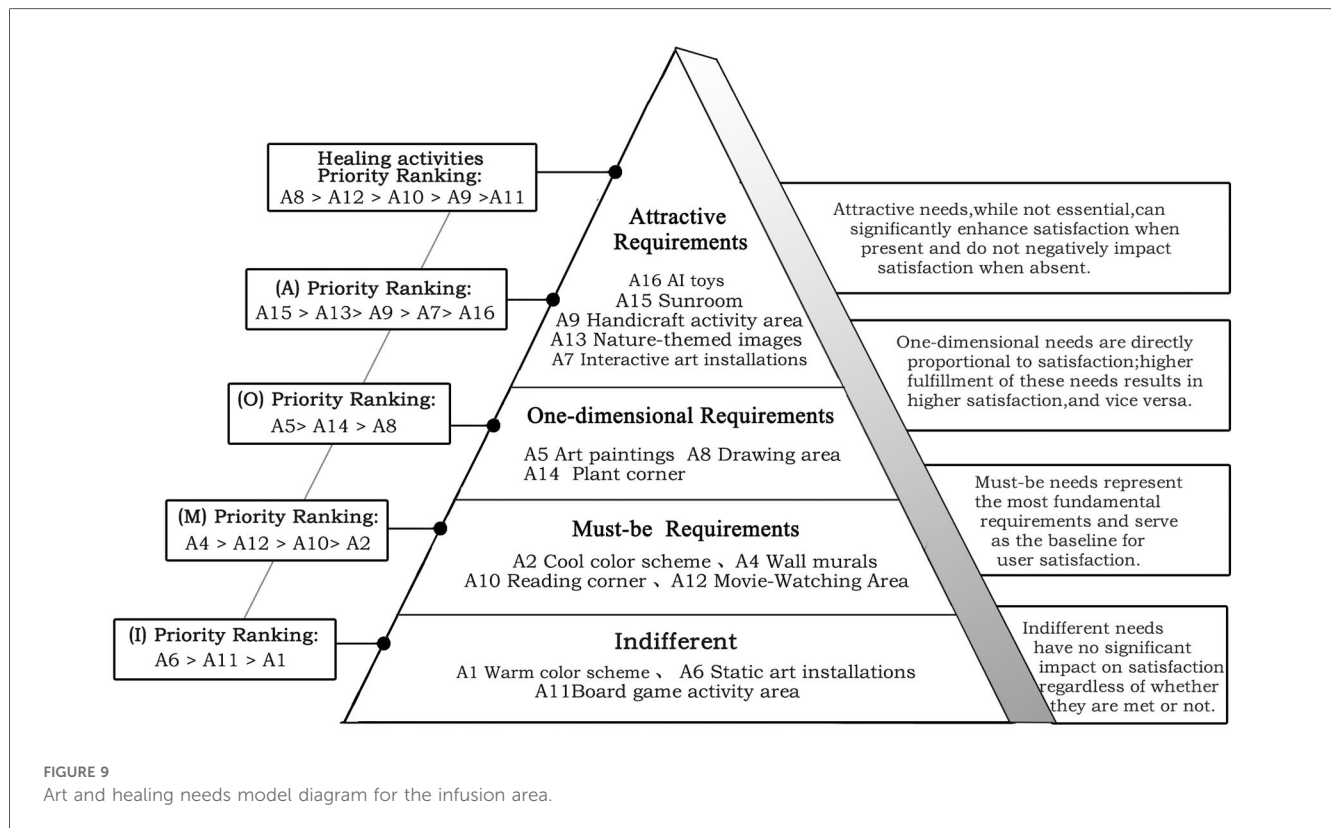 Healing activities
Priority Ranking:
A8 > A12 > A10 > A9 >A11
(A) Priority Ranking:
A15 > A13> A9 > A7> A16
(O) Priority Ranking:
A5> A14 > A8
(M) Priority Ranking:
A4 > A12 > A10> A2
(I) Priority Ranking:
A6 > A11 > A1
Attractive
Requirements
A16 AI toys
A15 Sunroom
A9 Handicraft activity area
A13 Nature-themed images
A7 Interactive art installations
One-dimensional Requirements
A5 Art paintings A8 Drawing area
A14 Plant corner
Must-be Requirements
A2 Cool color scheme 、 A4 Wall murals
A10 Reading corner 、 A12 Movie-Watching Area
Indifferent
A1 Warm color scheme 、 A6 Static art installations
A11Board game activity area
Attractive needs,while not essential,can
significantly enhance satisfaction when
present and do not negatively impact
satisfaction when absent.
One-dimensional needs are directly
proportional to satisfaction;higher
fulfillment of these needs results in
higher satisfaction,and vice versa.
Must-be needs represent
the most fundamental
requirements and serve
as the baseline for
user satisfaction.
Indifferent needs
have no significant
impact on satisfaction
regardless of whether
they are met or not.
FIGURE 9
Art and healing needs model diagram for the infusion area.